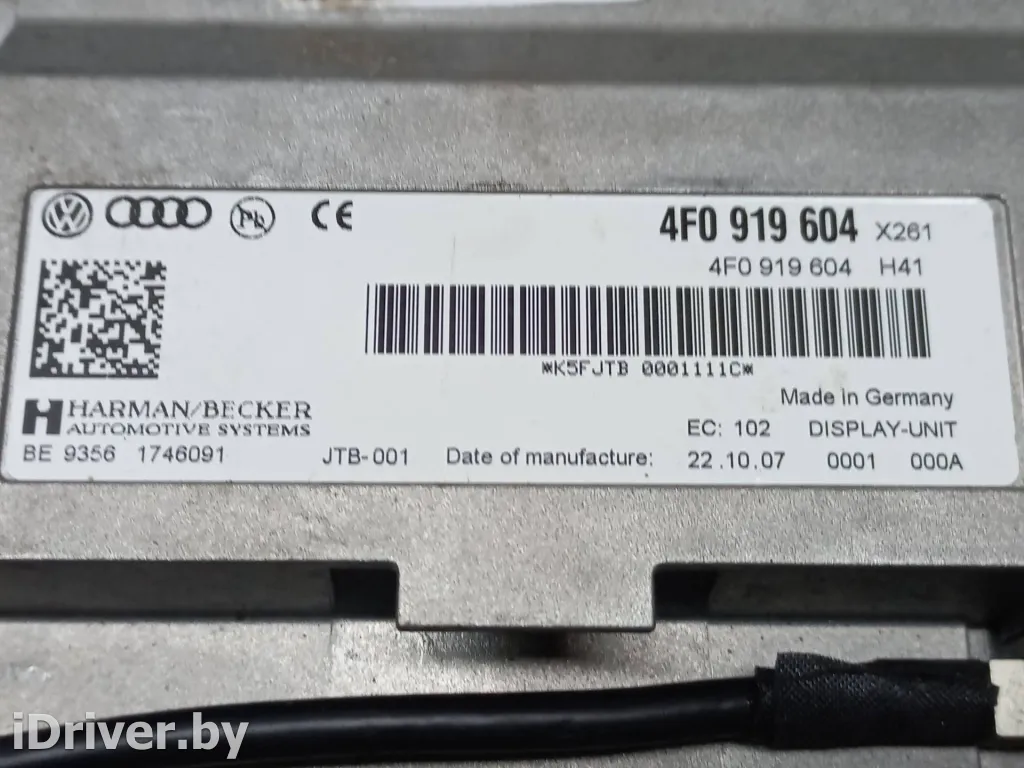 4F0 919 604 X261
4F0 919 604 H41
*K5FJTB 0001111C*
HARMAN/BECKER
AUTOMOTIVE SYSTEMS
Made in Germany
EC: 102 DISPLAY-UNIT
BE 9356 1746091 JTB-001 Date of manufacture: 22.10.07 0001 000A
iDriver.by